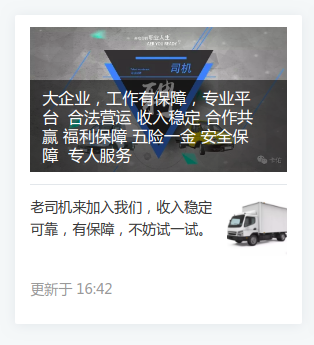 司机
大企业，工作有保障，专业平
台  合法营运 收入稳定 合作共
赢 福利保障 五险一金 安全保
障  专人服务
老司机来加入我们，收入稳定
可靠，有保障，不妨试一试。
更新于 16:42